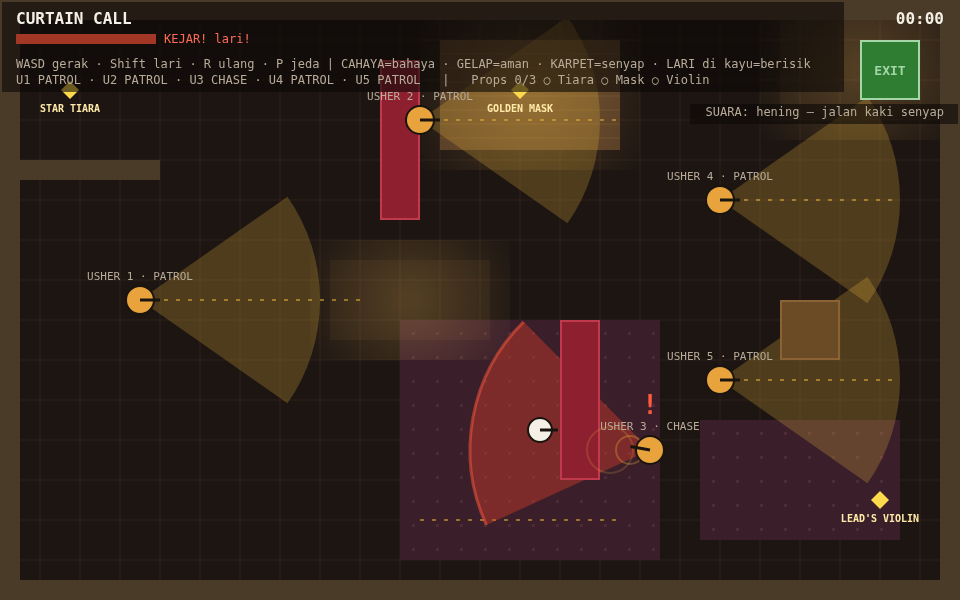 CURTAIN CALL
00:00
KEJAR! lari!
WASD gerak · Shift lari · R ulang · P jeda | CAHAYA=bahaya · GELAP=aman · KARPET=senyap · LARI di kayu=berisik
U1 PATROL · U2 PATROL · U3 CHASE · U4 PATROL · U5 PATROL | Props 0/3 ○ Tiara ○ Mask ○ Violin
EXIT
USHER 2 · PATROL
STAR TIARA
GOLDEN MASK
SUARA: hening — jalan kaki senyap
USHER 4 · PATROL
USHER 1 · PATROL
USHER 5 · PATROL
!
USHER 3 · CHASE
LEAD'S VIOLIN